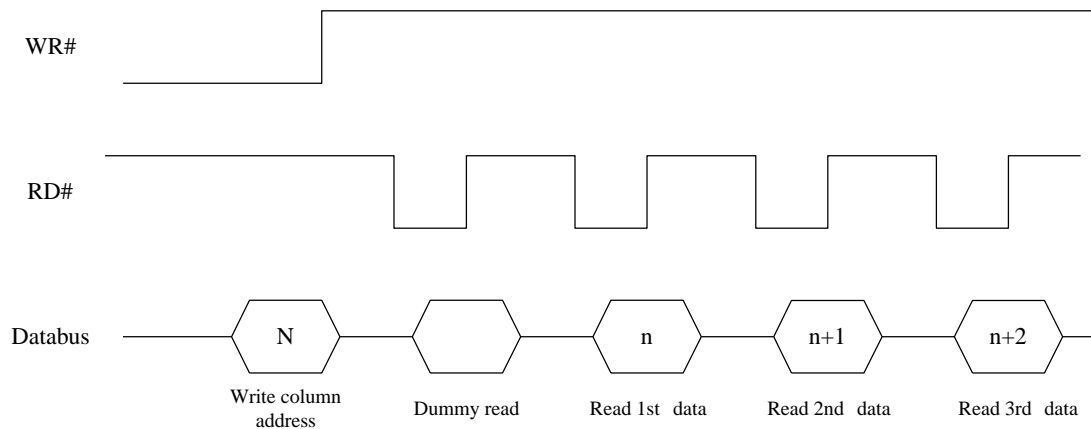 WR#
RD#
Databus
N
n
n+1
n+2
Write column
address
Dummy read
Read 1st data
Read 2nd data
Read 3rd data